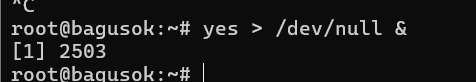 ^C
root@bagusok:~# yes > /dev/null &
[1] 2503
root@bagusok:~#